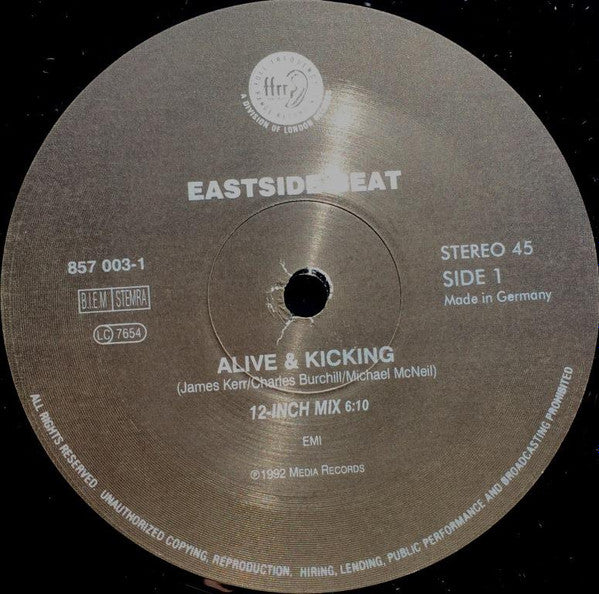 ffrr
A DIVISION OF LONDON
EASTSIDE BEAT
857 003-1
B.I.E.M STEMRA
LC 7654
STEREO 45
SIDE 1
Made in Germany
ALIVE & KICKING
(James Kerr/Charles Burchill/Michael McNeil)
12-INCH MIX 6:10
EMI
℗1992 MEDIA RECORDS
ALL RIGHTS RESERVED. UNAUTHORIZED COPYING, REPRODUCTION, HIRING, LENDING, PUBLIC PERFORMANCE AND BROADCASTING PROHIBITED